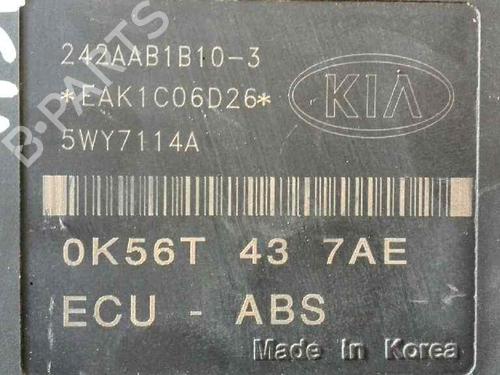 242AAB1B10-3
*EAK1C06D26*
KIA
5WY7114A
0K56T 43 7AE
ECU - ABS
Made In Korea
B-PARTS